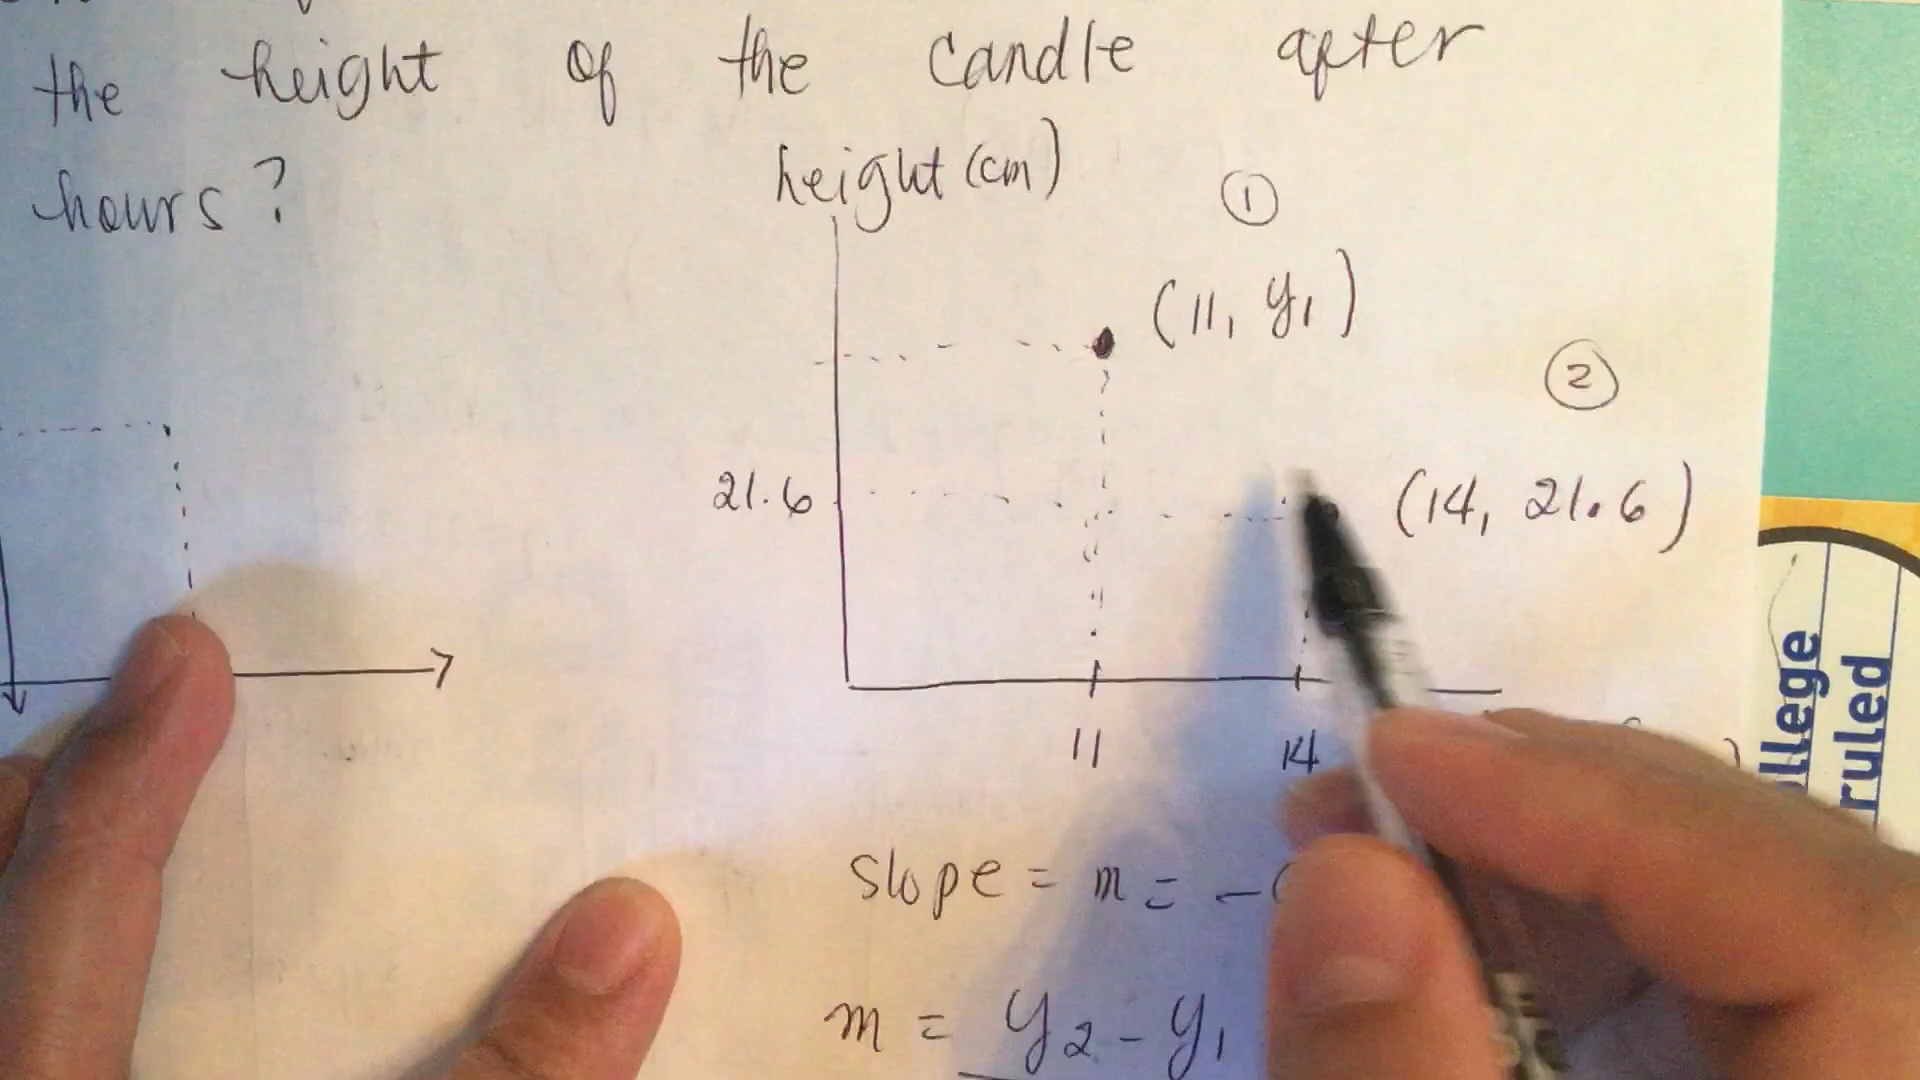 the height of the candle after
hours?
height (cm)
①
(11, y₁)
②
21.6
(14, 21.6)
11
14
slope = m = -
m = y₂ - y₁
ruled